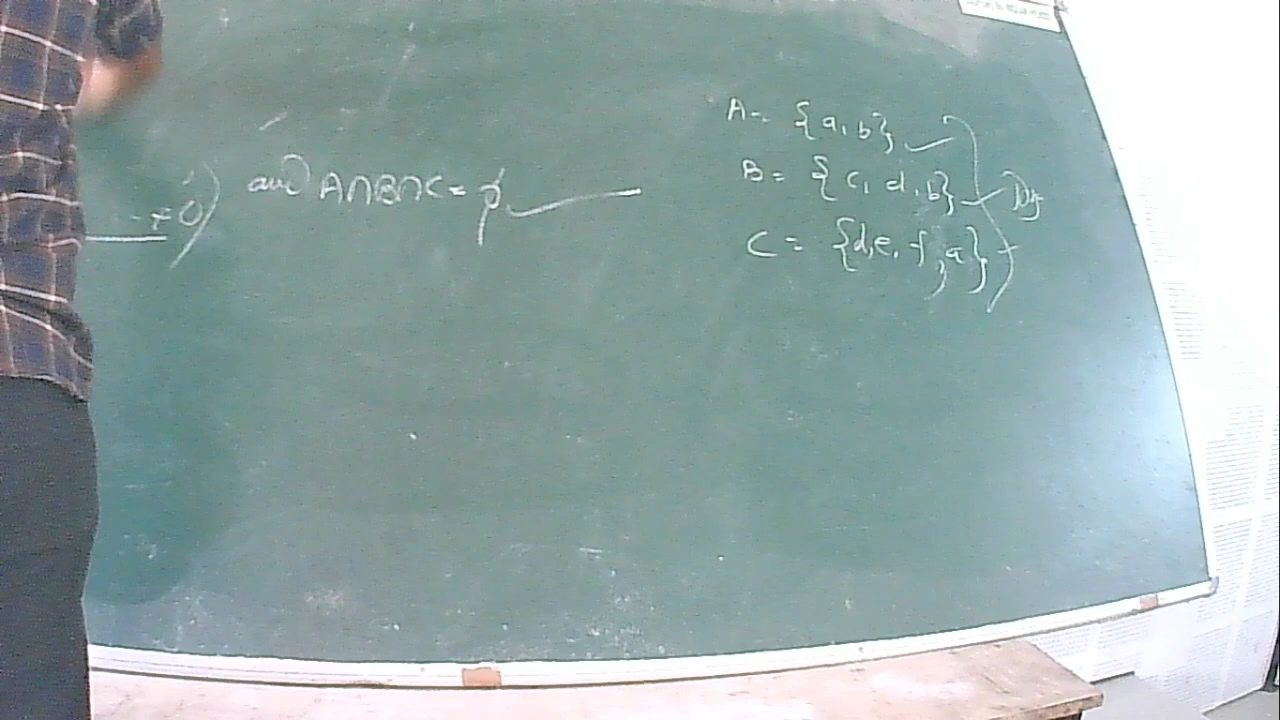 and A∩B∩C = φ
A = {a, b}
B = {c, d, b}
C = {d, e, f, a}